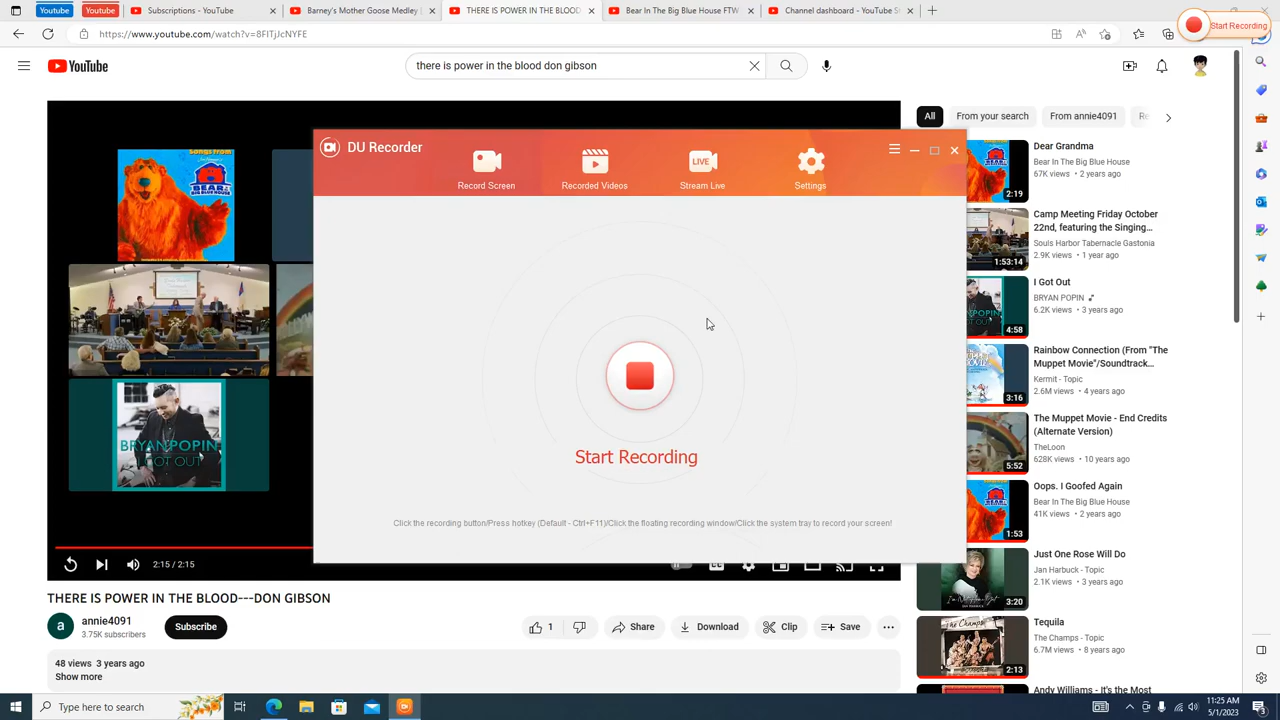 Youtube
Youtube
Subscriptions - YouTube
Barney's Mother Goose Medley
THERE IS POWER IN THE BLOOD
Bear In The Big Blue House FTW
Channel dashboard - YouTube S
https://www.youtube.com/watch?v=8FlTjJcNYFE
Start Recording
YouTube
there is power in the blood don gibson
DU Recorder
Record Screen
Recorded Videos
LIVE
Stream Live
Settings
Start Recording
Click the recording button/Press hotkey (Default - Ctrl+F11)/Click the floating recording window/Click the system tray to record your screen!
BEAR
BRYAN POPIN
GOT OUT
2:15 / 2:15
THERE IS POWER IN THE BLOOD---DON GIBSON
a
annie4091
3.75K subscribers
Subscribe
1
Share
Download
Clip
Save
48 views 3 years ago
Show more
All
From your search
From annie4091
Re
Dear Grandma
Bear In The Big Blue House
67K views • 2 years ago
2:19
Camp Meeting Friday October
22nd, featuring the Singing...
Souls Harbor Tabernacle Gastonia
2.9K views • 1 year ago
1:53:14
I Got Out
BRYAN POPIN
6.2K views • 3 years ago
4:58
Rainbow Connection (From "The
Muppet Movie"/Soundtrack...
Kermit - Topic
2.6M views • 4 years ago
3:16
The Muppet Movie - End Credits
(Alternate Version)
TheLoon
628K views • 10 years ago
5:52
Oops. I Goofed Again
Bear In The Big Blue House
41K views • 2 years ago
1:53
Just One Rose Will Do
Jan Harbuck - Topic
2.1K views • 3 years ago
3:20
Tequila
The Champs - Topic
6.7M views • 8 years ago
2:13
Andy Williams - It's the Most
Type here to search
11:25 AM
5/1/2023